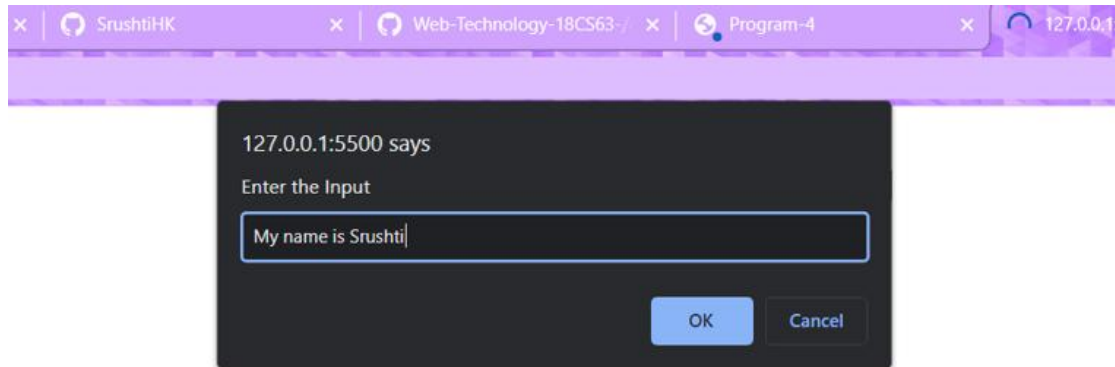 SrushtiHK
Web-Technology-18CS63-/
Program-4
127.0.0.1
127.0.0.1:5500 says
Enter the Input
My name is Srushti
OK
Cancel